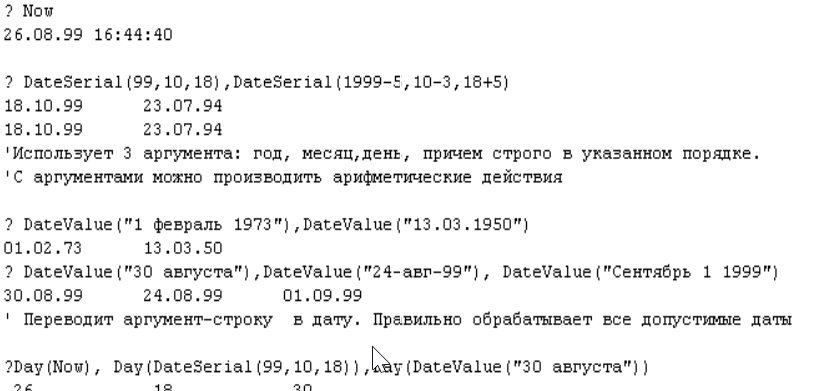 ? Now
26.08.99 16:44:40
? DateSerial(99,10,18),DateSerial(1999-5,10-3,18+5)
18.10.99 23.07.94
18.10.99 23.07.94
'Использует 3 аргумента: год, месяц,день, причем строго в указанном порядке.
'С аргументами можно производить арифметические действия
? DateValue("1 февраль 1973"),DateValue("13.03.1950")
01.02.73 13.03.50
? DateValue("30 августа"),DateValue("24-авг-99"), DateValue("Сентябрь 1 1999")
30.08.99 24.08.99 01.09.99
' Переводит аргумент-строку в дату. Правильно обрабатывает все допустимые даты
?Day(Now), Day(DateSerial(99,10,18)),Day(DateValue("30 августа"))
26 18 30